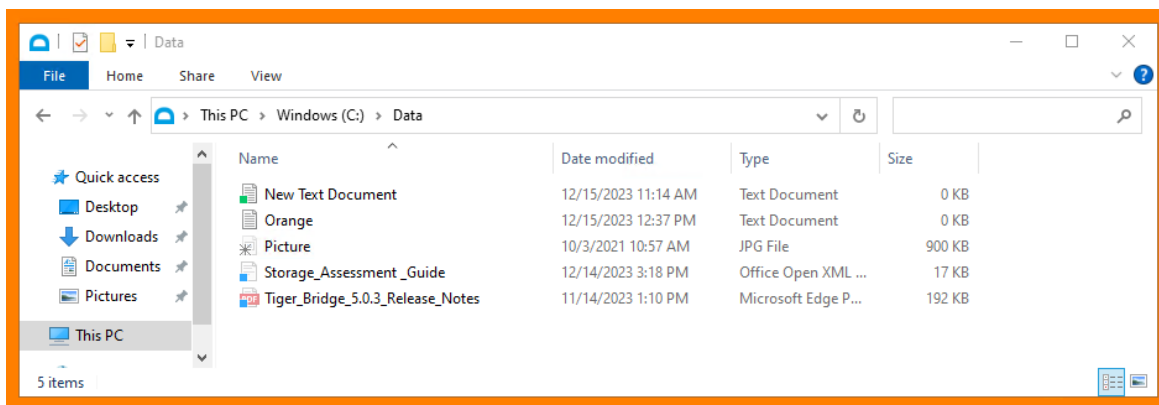 Data
File Home Share View
This PC > Windows (C:) > Data
Name Date modified Type Size
Quick access
Desktop
Downloads
Documents
Pictures
This PC
New Text Document 12/15/2023 11:14 AM Text Document 0 KB
Orange 12/15/2023 12:37 PM Text Document 0 KB
Picture 10/3/2021 10:57 AM JPG File 900 KB
Storage_Assessment _Guide 12/14/2023 3:18 PM Office Open XML ... 17 KB
PDF Tiger_Bridge_5.0.3_Release_Notes 11/14/2023 1:10 PM Microsoft Edge P... 192 KB
5 items